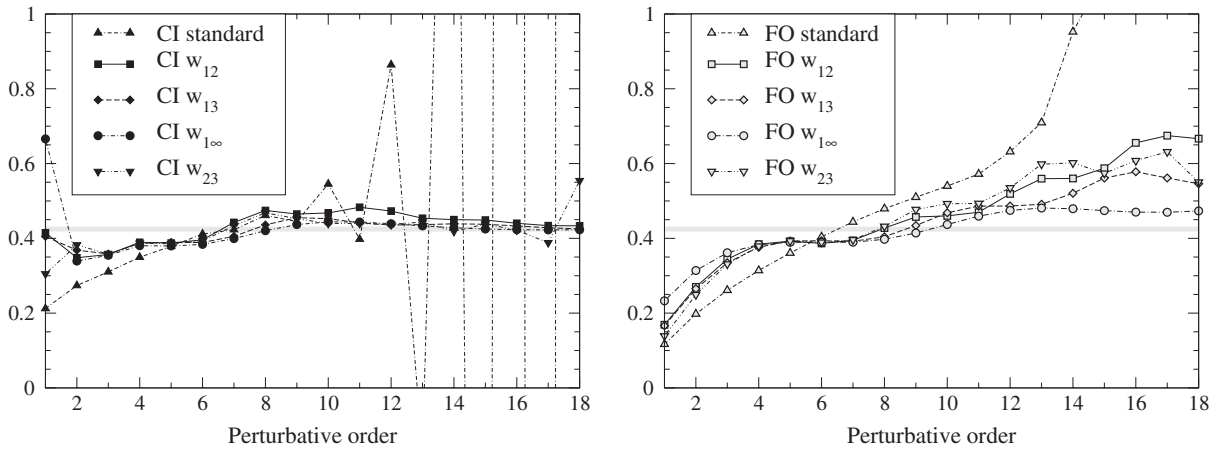 1
0.8
0.6
0.4
0.2
0
2 4 6 8 10 12 14 16 18
Perturbative order
CI standard
CI w12
CI w13
CI w1∞
CI w23
1
0.8
0.6
0.4
0.2
0
2 4 6 8 10 12 14 16 18
Perturbative order
FO standard
FO w12
FO w13
FO w1∞
FO w23